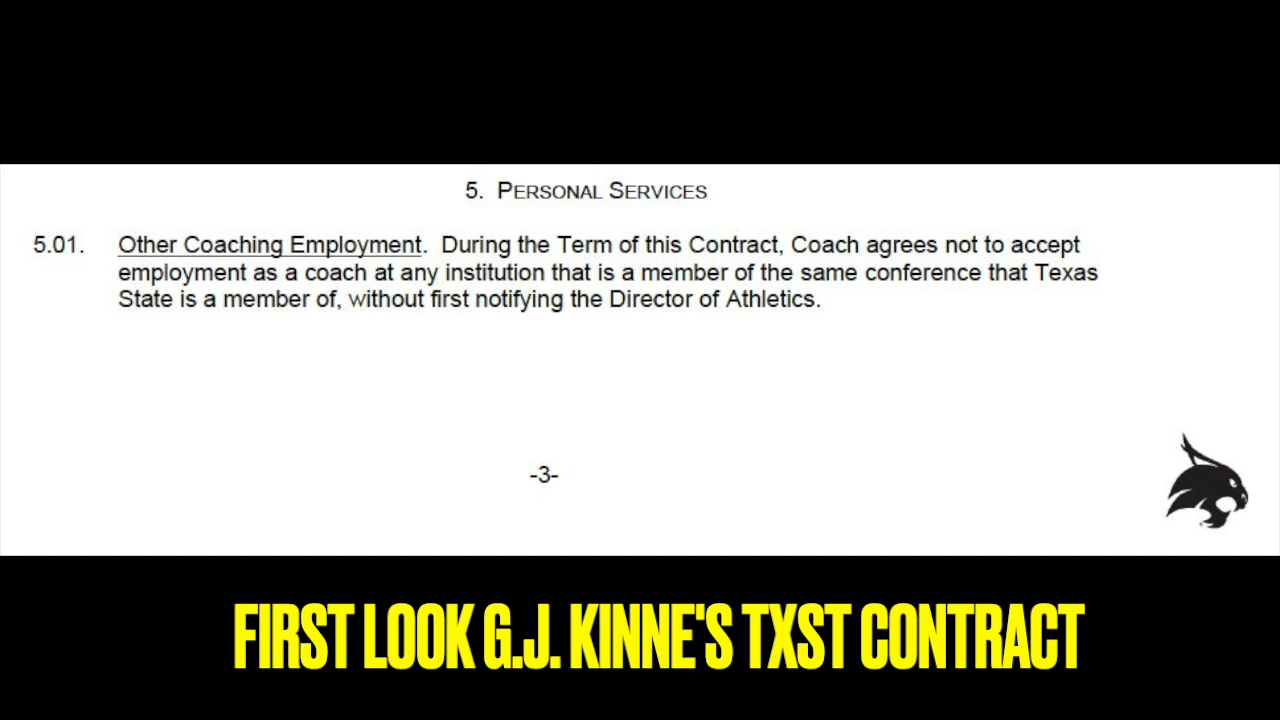 5. PERSONAL SERVICES
5.01. Other Coaching Employment. During the Term of this Contract, Coach agrees not to accept
employment as a coach at any institution that is a member of the same conference that Texas
State is a member of, without first notifying the Director of Athletics.
-3-
FIRST LOOK G.J. KINNE'S TXST CONTRACT